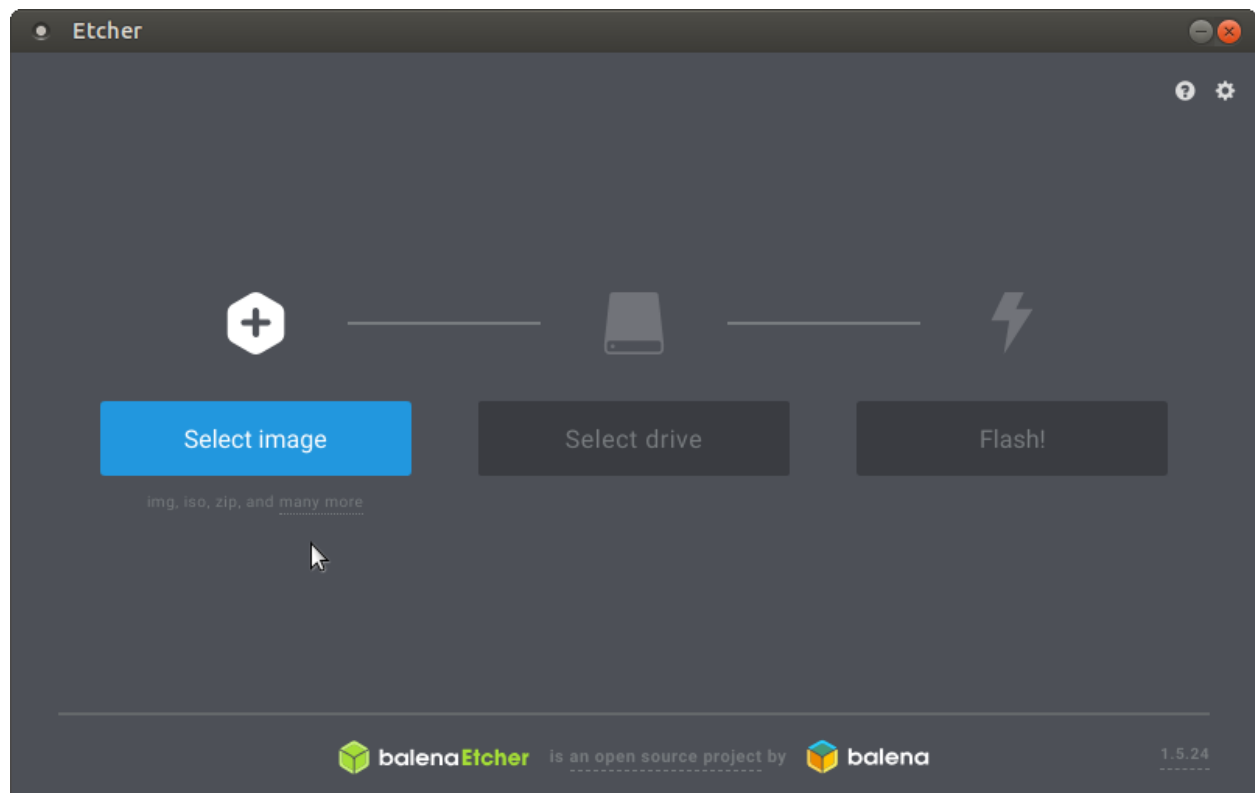 Etcher
Select image
Select drive
Flash!
img, iso, zip, and many more
balenaEtcher is an open source project by balena
1.5.24